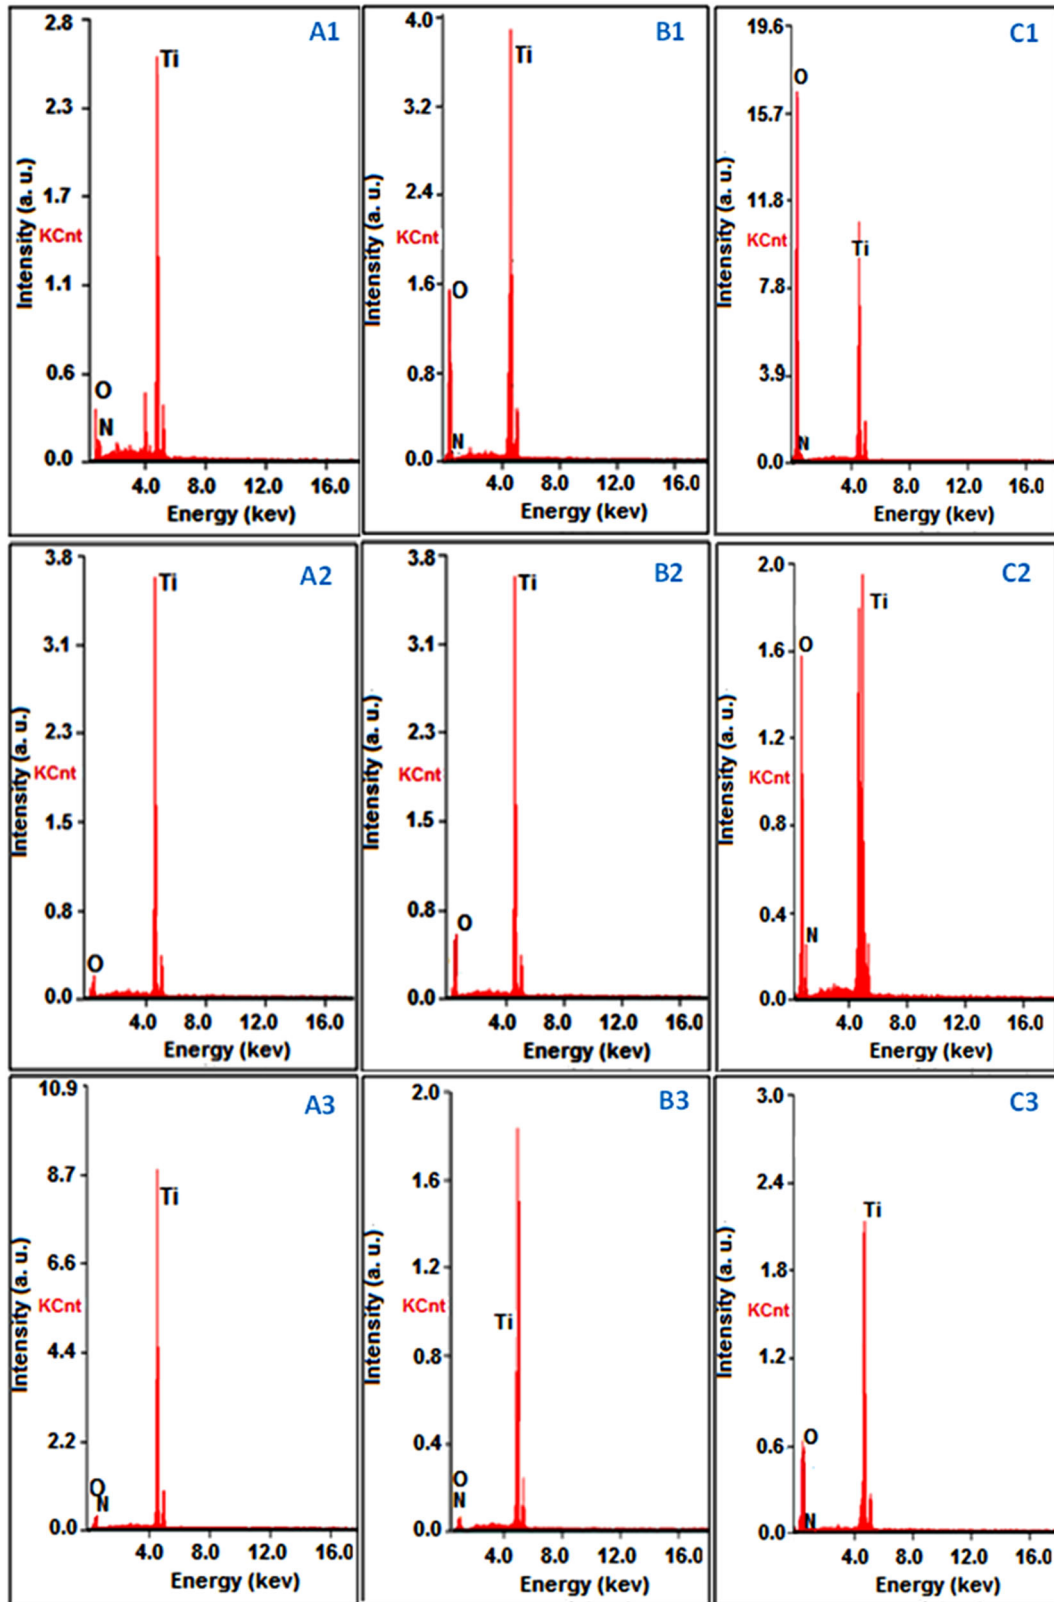 A1
2.8
2.3
1.7
1.1
0.6
0.0
Intensity (a. u.)
KCnt
Ti
O
N
4.0 8.0 12.0 16.0
Energy (kev)
B1
4.0
3.2
2.4
1.6
0.8
0.0
Intensity (a. u.)
KCnt
Ti
O
N
4.0 8.0 12.0 16.0
Energy (kev)
C1
19.6
15.7
11.8
7.8
3.9
0.0
Intensity (a. u.)
KCnt
O
Ti
N
4.0 8.0 12.0 16.0
Energy (kev)
A2
3.8
3.1
2.3
1.5
0.8
0.0
Intensity (a. u.)
KCnt
Ti
O
4.0 8.0 12.0 16.0
Energy (kev)
B2
3.8
3.1
2.3
1.5
0.8
0.0
Intensity (a. u.)
KCnt
Ti
O
4.0 8.0 12.0 16.0
Energy (kev)
C2
2.0
1.6
1.2
0.8
0.4
0.0
Intensity (a. u.)
KCnt
Ti
O
N
4.0 8.0 12.0 16.0
Energy (kev)
A3
10.9
8.7
6.6
4.4
2.2
0.0
Intensity (a. u.)
KCnt
Ti
O
N
4.0 8.0 12.0 16.0
Energy (kev)
B3
2.0
1.6
1.2
0.8
0.4
0.0
Intensity (a. u.)
KCnt
Ti
O
N
4.0 8.0 12.0 16.0
Energy (kev)
C3
3.0
2.4
1.8
1.2
0.6
0.0
Intensity (a. u.)
KCnt
Ti
O
N
4.0 8.0 12.0 16.0
Energy (kev)